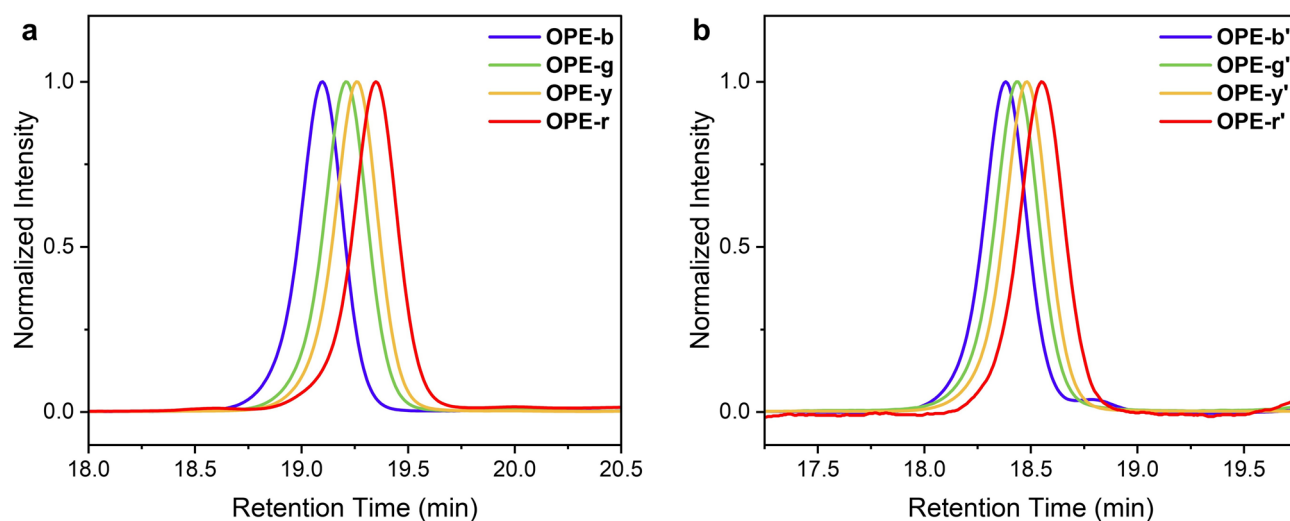 a
OPE-b
OPE-g
OPE-y
OPE-r
1.0
0.5
0.0
Normalized Intensity
18.0 18.5 19.0 19.5 20.0 20.5
Retention Time (min)
b
OPE-b'
OPE-g'
OPE-y'
OPE-r'
1.0
0.5
0.0
Normalized Intensity
17.5 18.0 18.5 19.0 19.5
Retention Time (min)